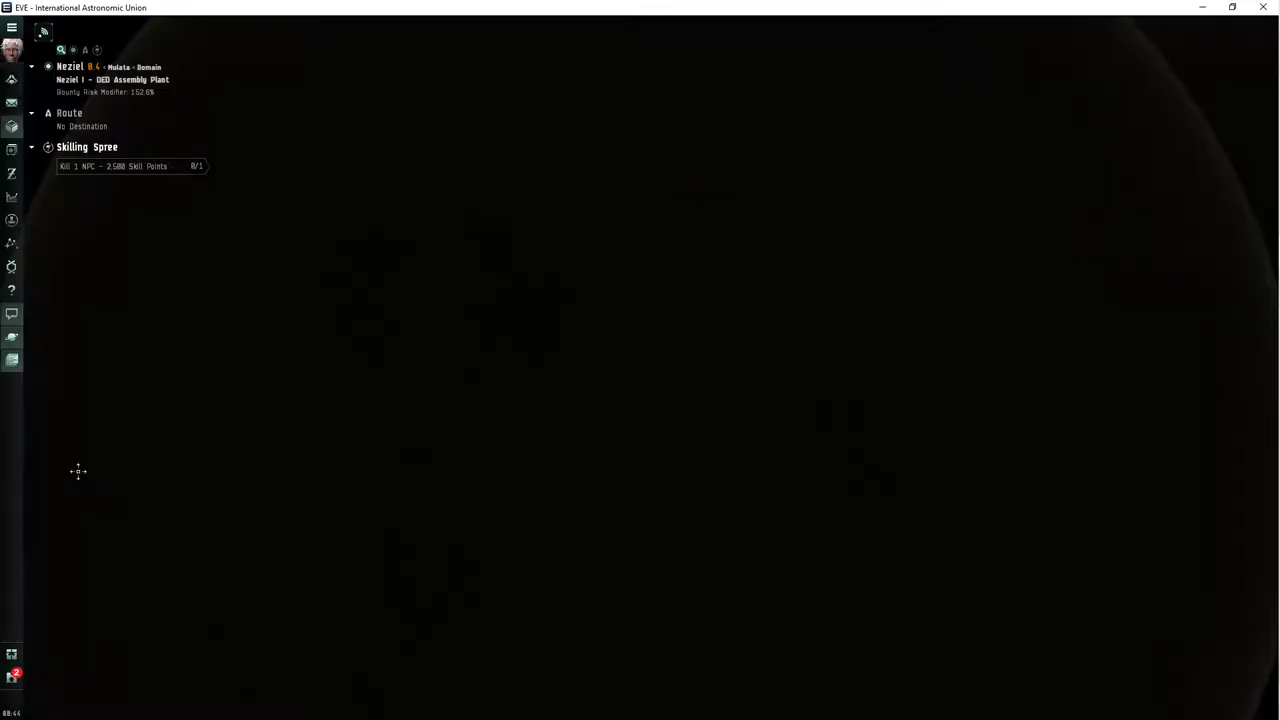 EVE - International Astronomic Union
Neziel 0.4 ‹ Mulata ‹ Domain
Neziel I - DED Assembly Plant
Bounty Risk Modifier: 152.6%
A Route
No Destination
Skilling Spree
Kill 1 NPC - 2,500 Skill Points 0/1
2
00:44